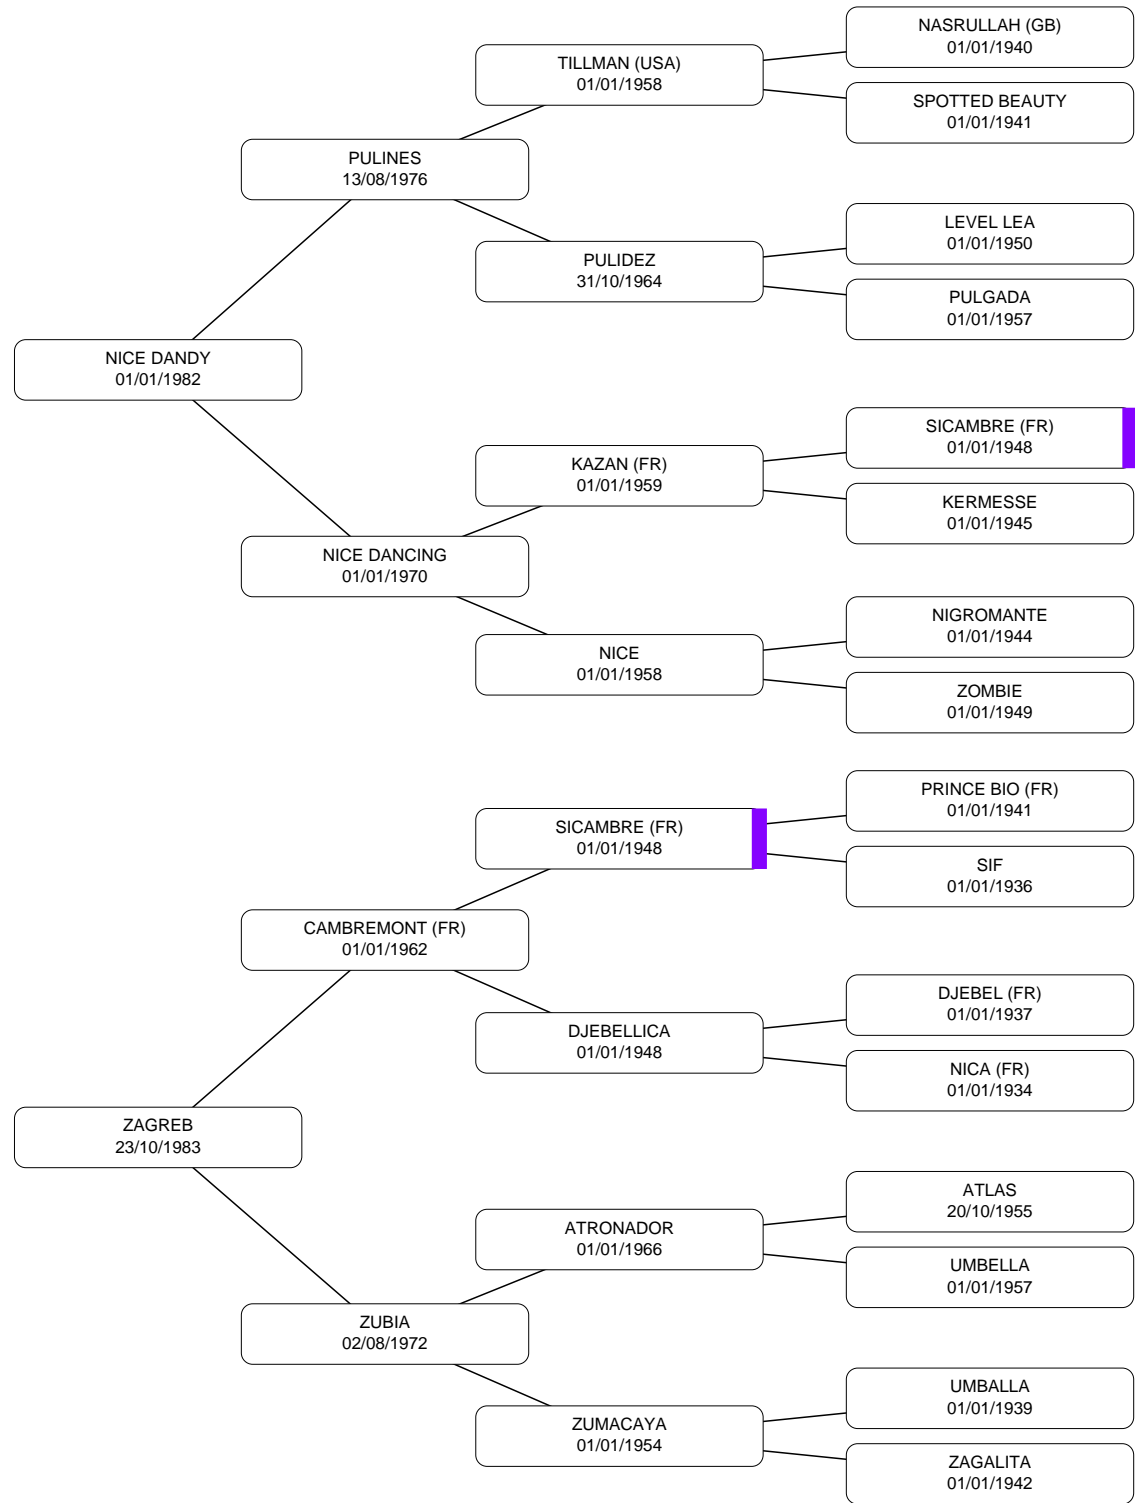 NASRULLAH (GB)
01/01/1940
TILLMAN (USA)
01/01/1958
SPOTTED BEAUTY
01/01/1941
PULINES
13/08/1976
LEVEL LEA
01/01/1950
PULIDEZ
31/10/1964
PULGADA
01/01/1957
NICE DANDY
01/01/1982
SICAMBRE (FR)
01/01/1948
KAZAN (FR)
01/01/1959
KERMESSE
01/01/1945
NICE DANCING
01/01/1970
NIGROMANTE
01/01/1944
NICE
01/01/1958
ZOMBIE
01/01/1949
PRINCE BIO (FR)
01/01/1941
SICAMBRE (FR)
01/01/1948
SIF
01/01/1936
CAMBREMONT (FR)
01/01/1962
DJEBEL (FR)
01/01/1937
DJEBELLICA
01/01/1948
NICA (FR)
01/01/1934
ZAGREB
23/10/1983
ATLAS
20/10/1955
ATRONADOR
01/01/1966
UMBELLA
01/01/1957
ZUBIA
02/08/1972
UMBALLA
01/01/1939
ZUMACAYA
01/01/1954
ZAGALITA
01/01/1942